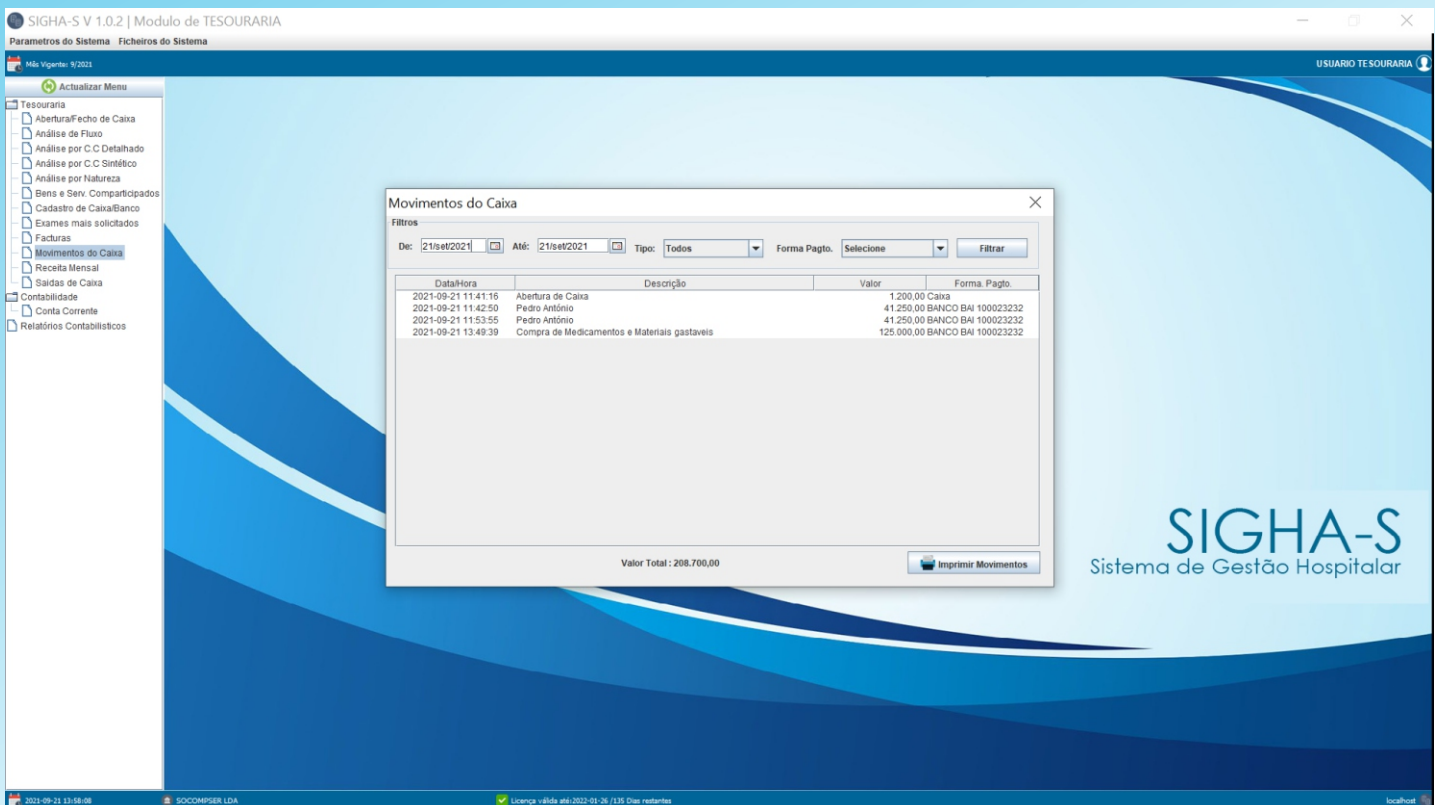 SIGHA-S V 1.0.2 | Modulo de TESOURARIA
Parametros do Sistema Ficheiros do Sistema
Mês Vigente: 9/2021
USUARIO TESOURARIA
Actualizar Menu
Tesouraria
Abertura/Fecho de Caixa
Análise de Fluxo
Análise por C.C Detalhado
Análise por C.C Sintético
Análise por Natureza
Bens e Serv. Comparticipados
Cadastro de Caixa/Banco
Exames mais solicitados
Facturas
Movimentos do Caixa
Receita Mensal
Saidas de Caixa
Contabilidade
Conta Corrente
Relatórios Contabilisticos
Movimentos do Caixa
Filtros
De: 21/set/2021 Até: 21/set/2021 Tipo: Todos Forma Pagto. Selecione Filtrar
Data/Hora Descrição Valor Forma. Pagto.
2021-09-21 11:41:16 Abertura de Caixa 1.200,00 Caixa
2021-09-21 11:42:50 Pedro António 41.250,00 BANCO BAI 100023232
2021-09-21 11:53:55 Pedro António 41.250,00 BANCO BAI 100023232
2021-09-21 13:49:39 Compra de Medicamentos e Materiais gastaveis 125.000,00 BANCO BAI 100023232
Valor Total : 208.700,00
Imprimir Movimentos
SIGHA-S
Sistema de Gestão Hospitalar
2021-09-21 13:58:08 SOCOMPSER LDA Licença válida até:2022-01-26 /135 Dias restantes localhost